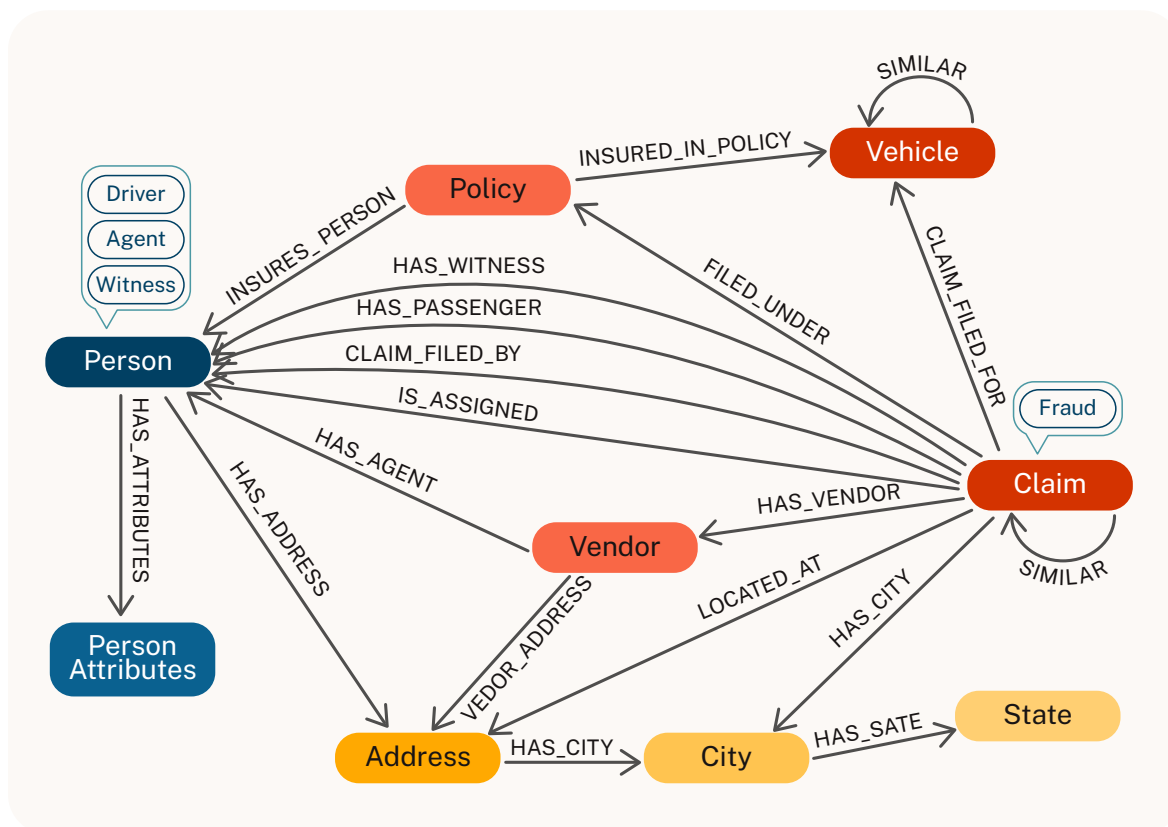 SIMILAR
Vehicle
INSURED_IN_POLICY
Policy
Driver
Agent
Witness
INSURES_PERSON
HAS_WITNESS
FILED_UNDER
CLAIM_FILED_FOR
HAS_PASSENGER
Person
CLAIM_FILED_BY
IS_ASSIGNED
Fraud
HAS_ATTRIBUTES
HAS_AGENT
HAS_ADDRESS
Claim
HAS_VENDOR
Vendor
SIMILAR
LOCATED_AT
HAS_CITY
VEDOR_ADDRESS
Person
Attributes
State
HAS_SATE
Address
HAS_CITY
City